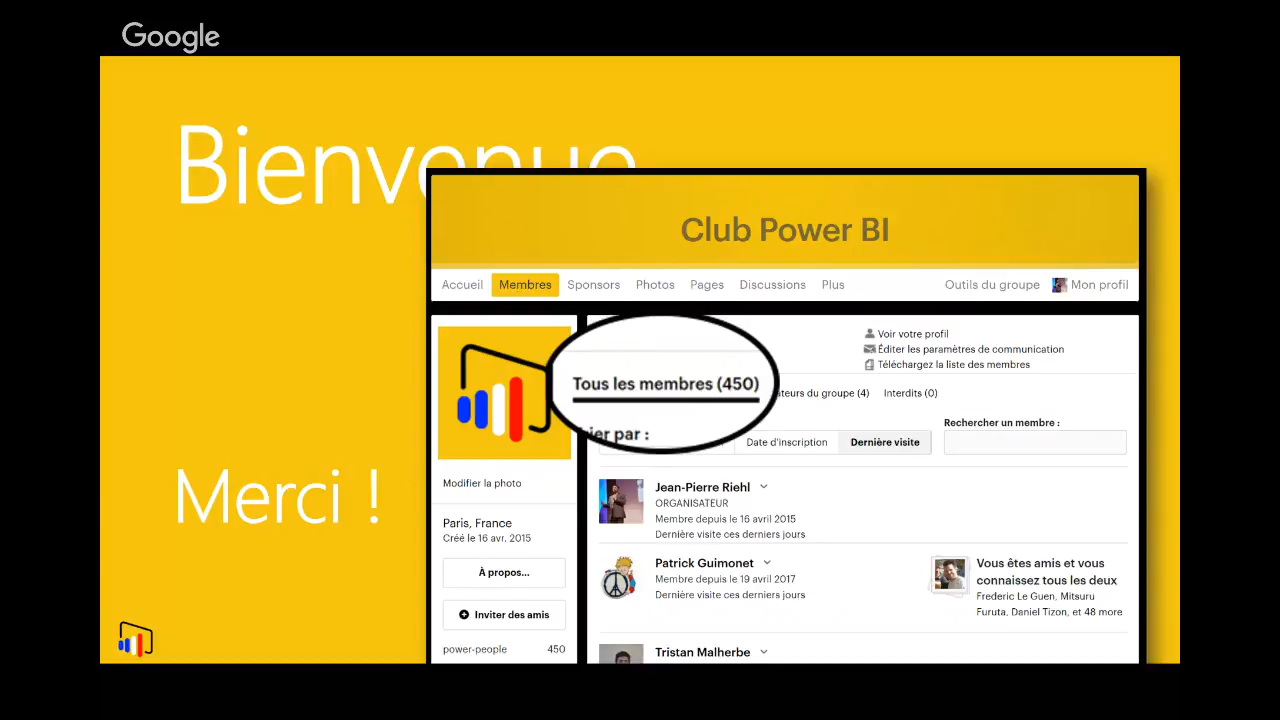 Google
Bienvenue
Club Power BI
Accueil Membres Sponsors Photos Pages Discussions Plus Outils du groupe Mon profil
Voir votre profil
Éditer les paramètres de communication
Téléchargez la liste des membres
Tous les membres (450)
du groupe (4) Interdits (0)
par :
Rechercher un membre :
Date d'inscription Dernière visite
Modifier la photo
Paris, France
Créé le 16 avr. 2015
À propos...
Inviter des amis
power-people 450
Jean-Pierre Riehl
ORGANISATEUR
Membre depuis le 16 avril 2015
Dernière visite ces derniers jours
Patrick Guimonet
Membre depuis le 19 avril 2017
Dernière visite ces derniers jours
Vous êtes amis et vous
connaissez tous les deux
Frederic Le Guen, Mitsuru
Furuta, Daniel Tizon, et 48 more
Tristan Malherbe
Merci !